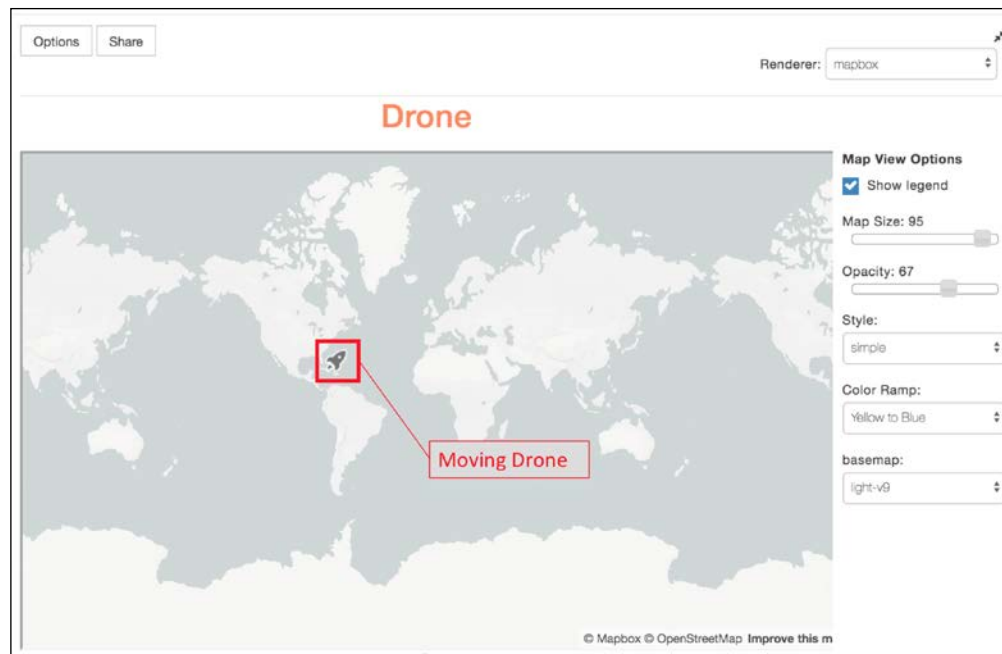 Options
Share
Renderer:
mapbox
Drone
Map View Options
Show legend
Map Size: 95
Opacity: 67
Style:
simple
Color Ramp:
Yellow to Blue
basemap:
light-v9
Moving Drone
© Mapbox © OpenStreetMap Improve this m